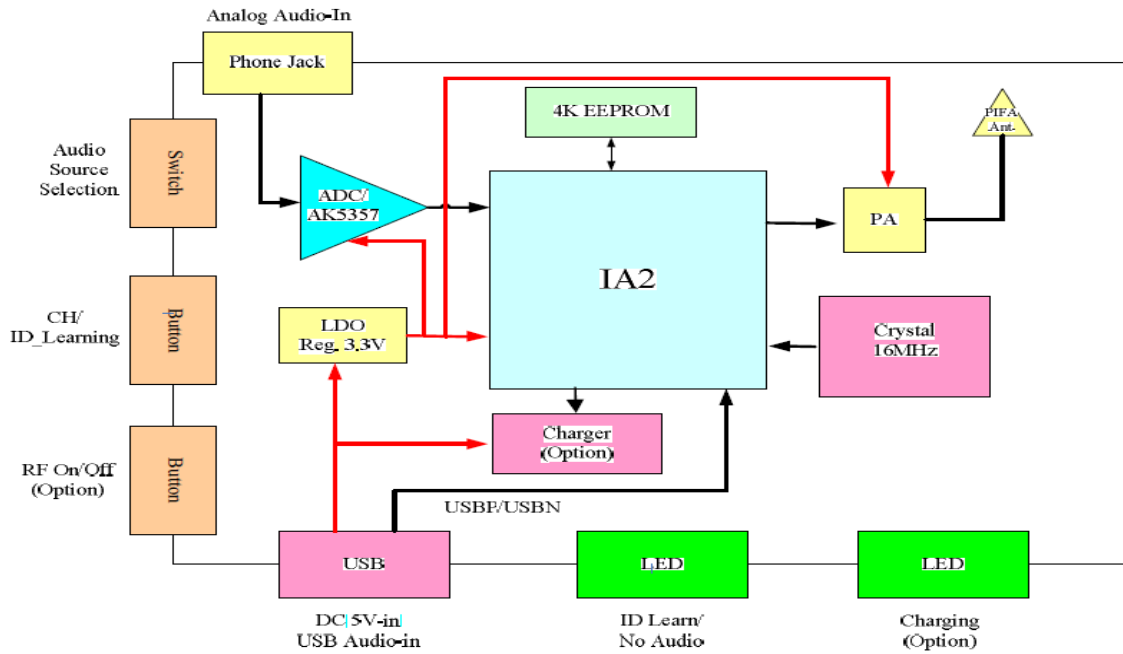 Analog Audio-In
Phone Jack
4K EEPROM
PIFA
Ant.
Audio
Source
Selection
Switch
ADC/
AK5357
PA
IA2
CH/
ID_Learning
Button
LDO
Reg. 3.3V
Crystal
16MHz
Charger
(Option)
RF On/Off
(Option)
Button
USBP/USBN
USB
LED
LED
DC 5V-in
USB Audio-in
ID Learn/
No Audio
Charging
(Option)